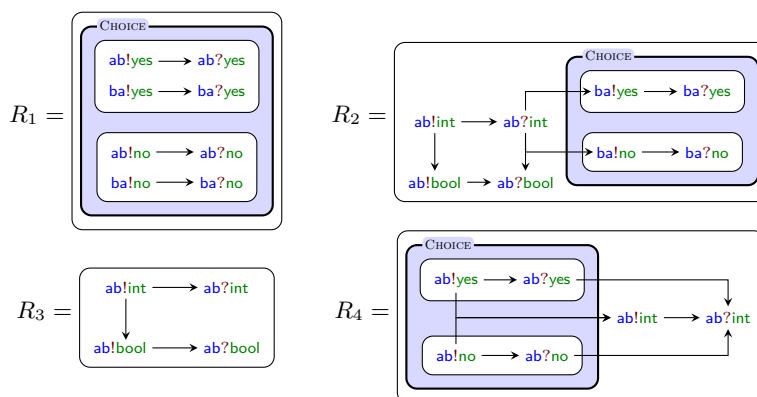 R1 =
CHOICE
ab!yes ab?yes
ba!yes ba?yes
ab!no ab?no
ba!no ba?no
R2 =
CHOICE
ba!yes ba?yes
ab!int ab?int
ba!no ba?no
ab!bool ab?bool
R3 =
ab!int ab?int
ab!bool ab?bool
R4 =
CHOICE
ab!yes ab?yes
ab!int ab?int
ab!no ab?no